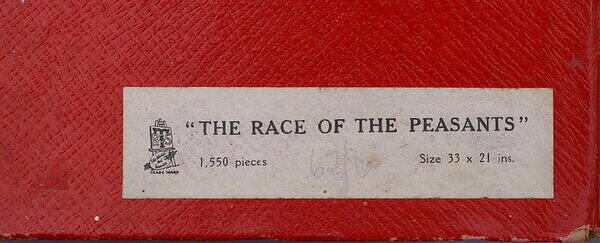 "THE RACE OF THE PEASANTS"
1,550 pieces Size 33 x 21 ins.
TRADE MARK